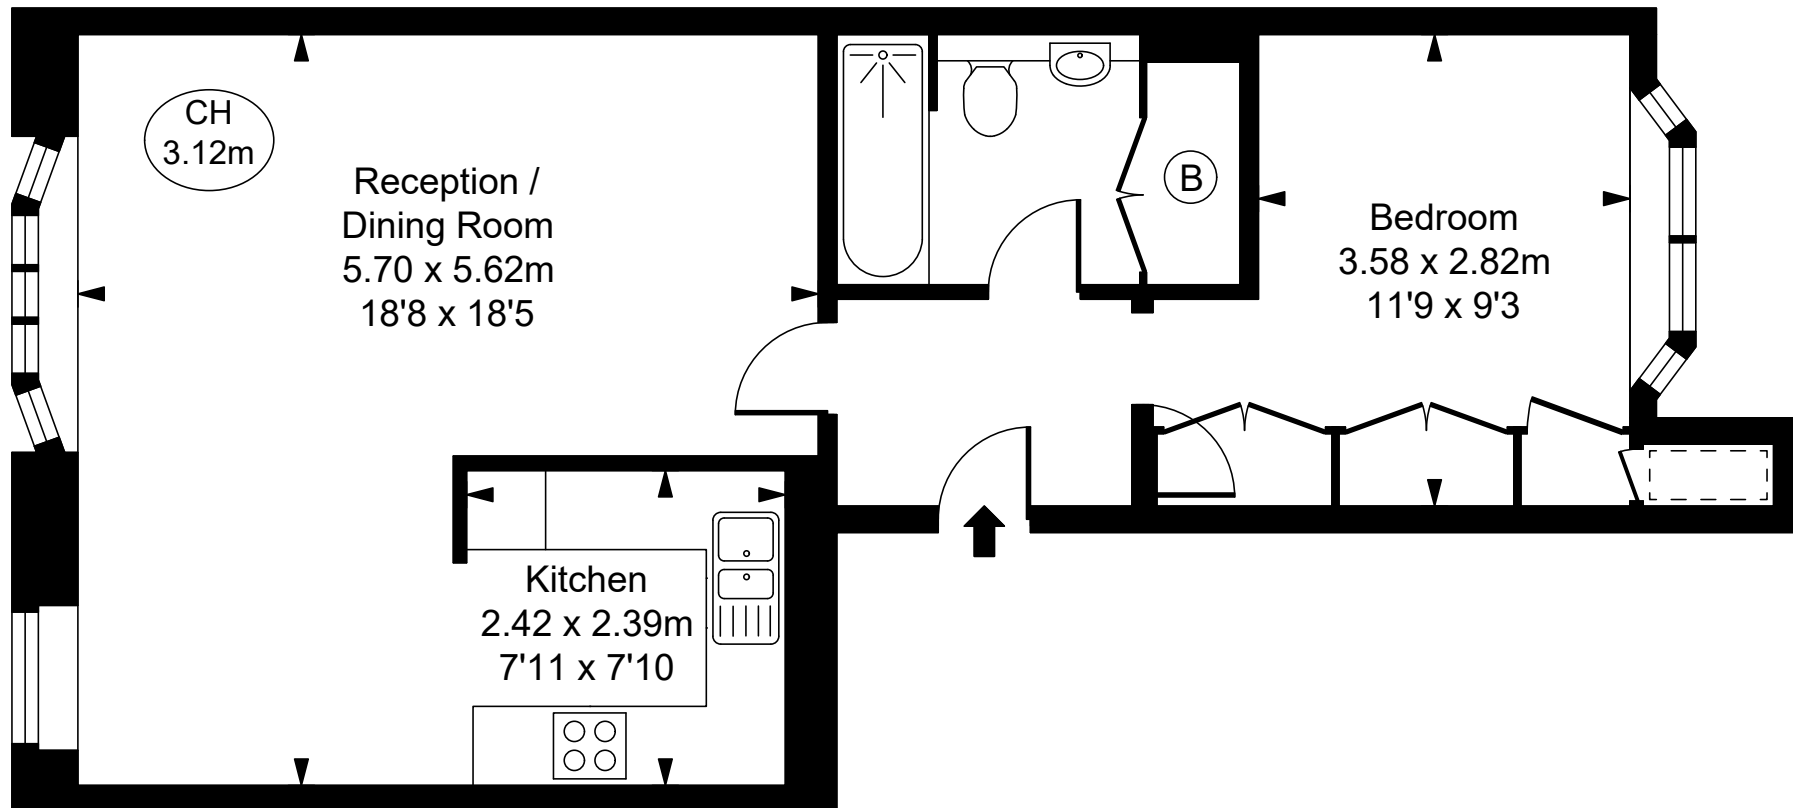 CH
3.12m
Reception /
Dining Room
5.70 x 5.62m
18'8 x 18'5
B
Bedroom
3.58 x 2.82m
11'9 x 9'3
Kitchen
2.42 x 2.39m
7'11 x 7'10